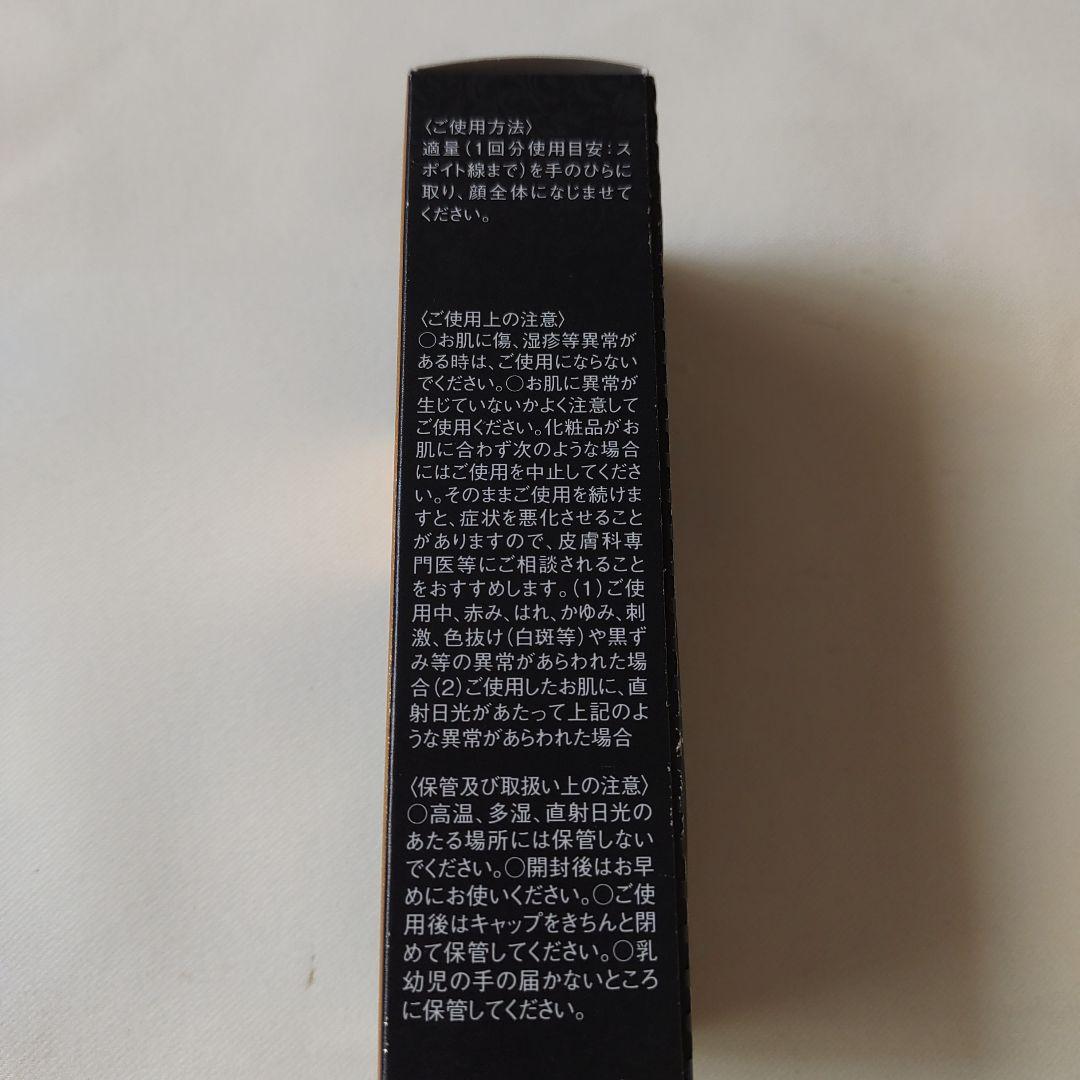 〈ご使用方法〉
適量（1回分使用目安：ス
ポイト線まで）を手のひらに
取り、顔全体になじませて
ください。
〈ご使用上の注意〉
○お肌に傷、湿疹等異常が
ある時は、ご使用にならない
でください。○お肌に異常が
生じていないかよく注意して
ご使用ください。化粧品がお
肌に合わず次のような場合
にはご使用を中止してくださ
い。そのままご使用を続けま
すと、症状を悪化させること
がありますので、皮膚科専
門医等にご相談されること
をおすすめします。（1）ご使
用中、赤み、はれ、かゆみ、刺
激、色抜け（白斑等）や黒ず
み等の異常があらわれた場
合（2）ご使用したお肌に、直
射日光があたって上記のよ
うな異常があらわれた場合
〈保管及び取扱い上の注意〉
○高温、多湿、直射日光の
あたる場所には保管しない
でください。○開封後はお早
めにお使いください。○ご使
用後はキャップをきちんと閉
めて保管してください。○乳
幼児の手の届かないところ
に保管してください。